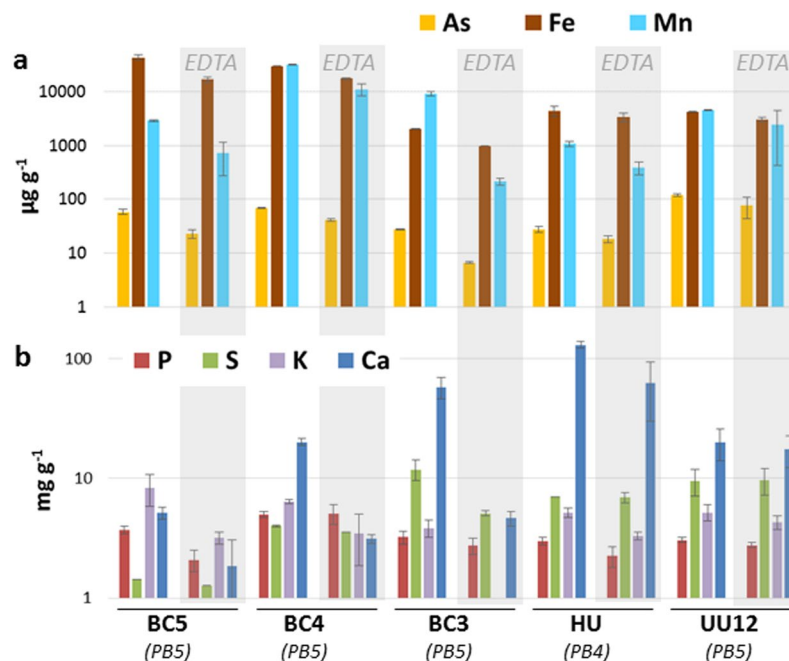 As Fe Mn
a EDTA EDTA EDTA EDTA EDTA
10000
1000
100
10
1
µg g-1
b P S K Ca
100
10
1
mg g-1
BC5 BC4 BC3 HU UU12
(PB5) (PB5) (PB5) (PB4) (PB5)